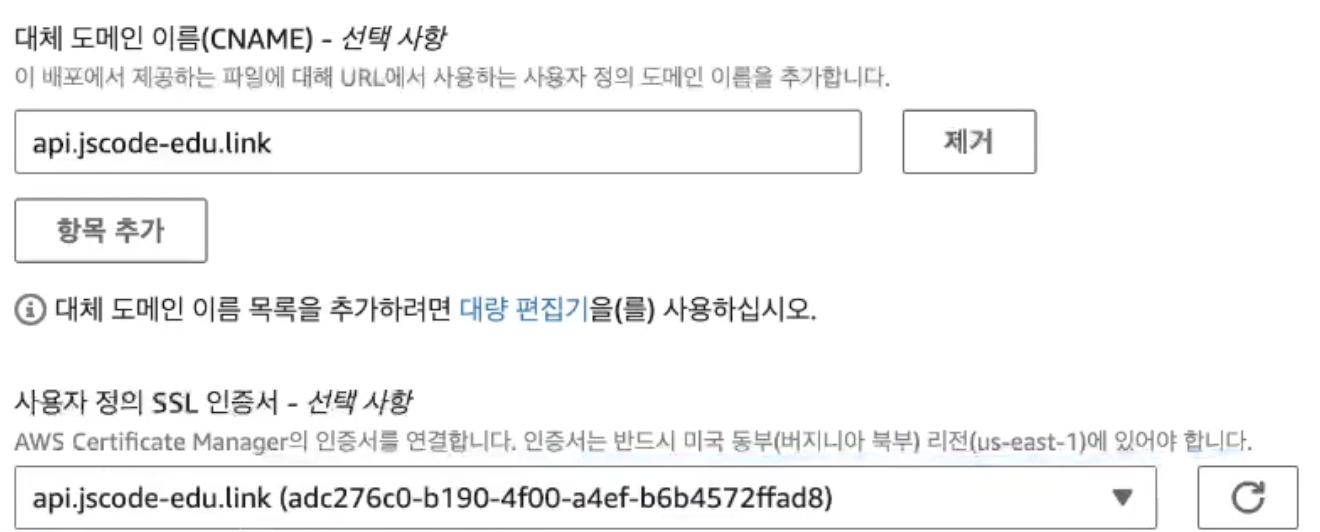 대체 도메인 이름(CNAME) - 선택 사항
이 배포에서 제공하는 파일에 대해 URL에서 사용하는 사용자 정의 도메인 이름을 추가합니다.
api.jscode-edu.link
제거
항목 추가
대체 도메인 이름 목록을 추가하려면 대량 편집기을(를) 사용하십시오.
사용자 정의 SSL 인증서 - 선택 사항
AWS Certificate Manager의 인증서를 연결합니다. 인증서는 반드시 미국 동부(버지니아 북부) 리전(us-east-1)에 있어야 합니다.
api.jscode-edu.link (adc276c0-b190-4f00-a4ef-b6b4572ffad8)